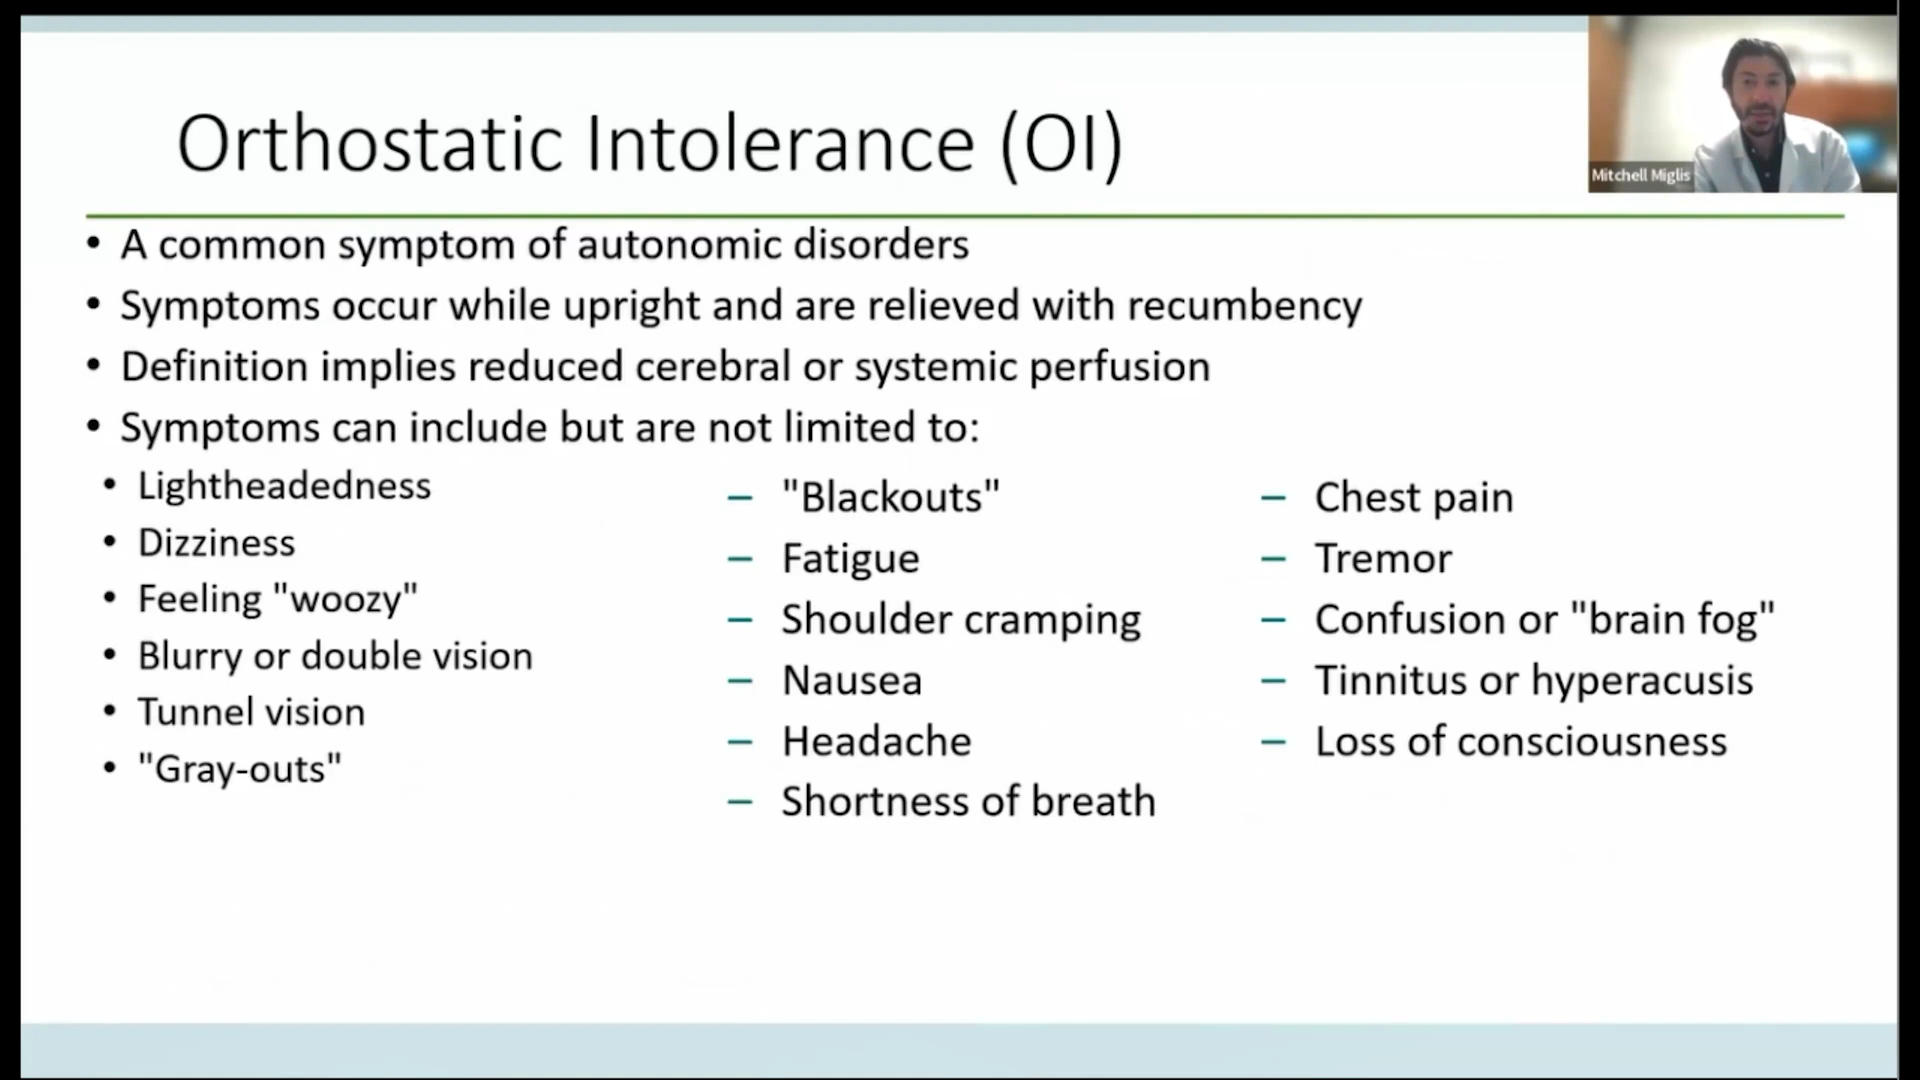 Orthostatic Intolerance (OI)
Mitchell Miglis
• A common symptom of autonomic disorders
• Symptoms occur while upright and are relieved with recumbency
• Definition implies reduced cerebral or systemic perfusion
• Symptoms can include but are not limited to:
• Lightheadedness
• Dizziness
• Feeling "woozy"
• Blurry or double vision
• Tunnel vision
• "Gray-outs"
– "Blackouts"
– Fatigue
– Shoulder cramping
– Nausea
– Headache
– Shortness of breath
– Chest pain
– Tremor
– Confusion or "brain fog"
– Tinnitus or hyperacusis
– Loss of consciousness